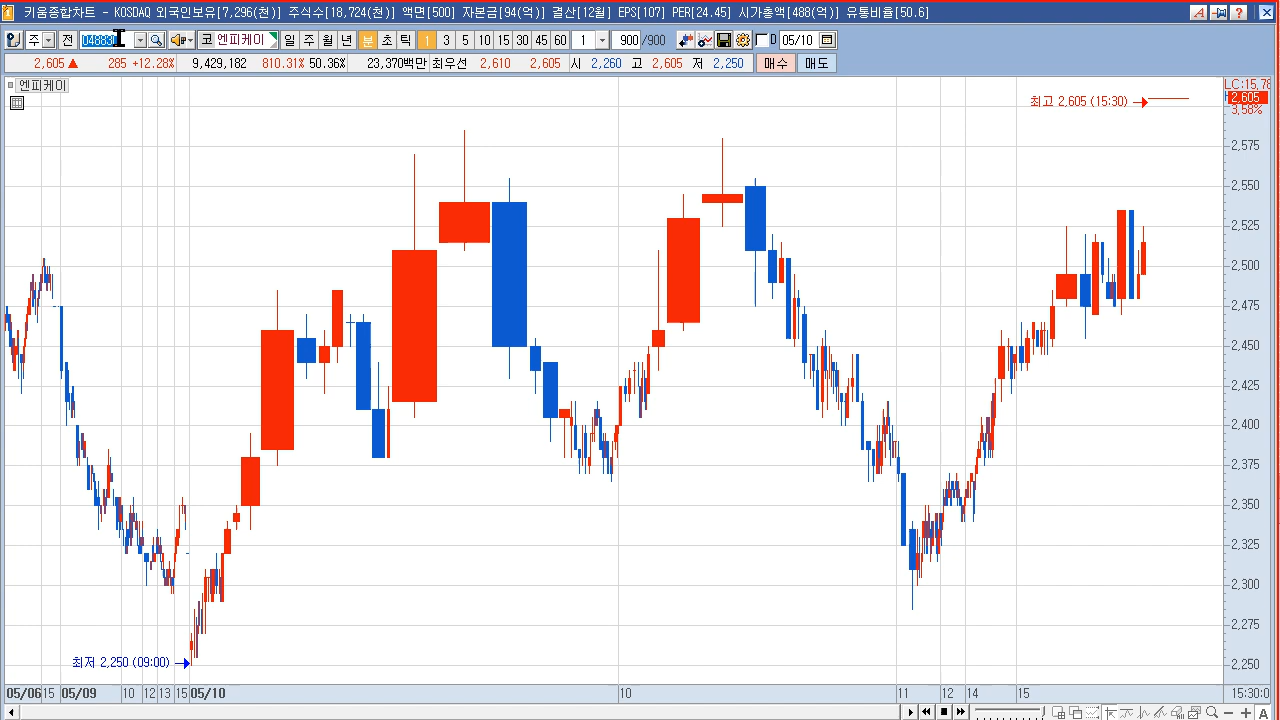 키움종합차트 - KOSDAQ 외국인보유[7,296(천)] 주식수[18,724(천)] 액면[500] 자본금[94(억)] 결산[12월] EPS[107] PER[24.45] 시가총액[488(억)] 유통비율[50.6]
주 전 코 엔피케이 일 주 월 년 분 초 틱 1 3 5 10 15 30 45 60 1 900 /900 D 05/10
2,605▲ 285 +12.28% 9,429,182 810.31% 50.36% 23,370백만 최우선 2,610 2,605 시 2,260 고 2,605 저 2,250 매수 매도
엔피케이
LC:15,78
최고 2,605 (15:30)
2,605
3.58%
2,575
2,550
2,525
2,500
2,475
2,450
2,425
2,400
2,375
2,350
2,325
2,300
2,275
2,250
최저 2,250 (09:00)
05/06 15 05/09 10 12 13 15 05/10 10 11 12 14 15 15:30:0
A